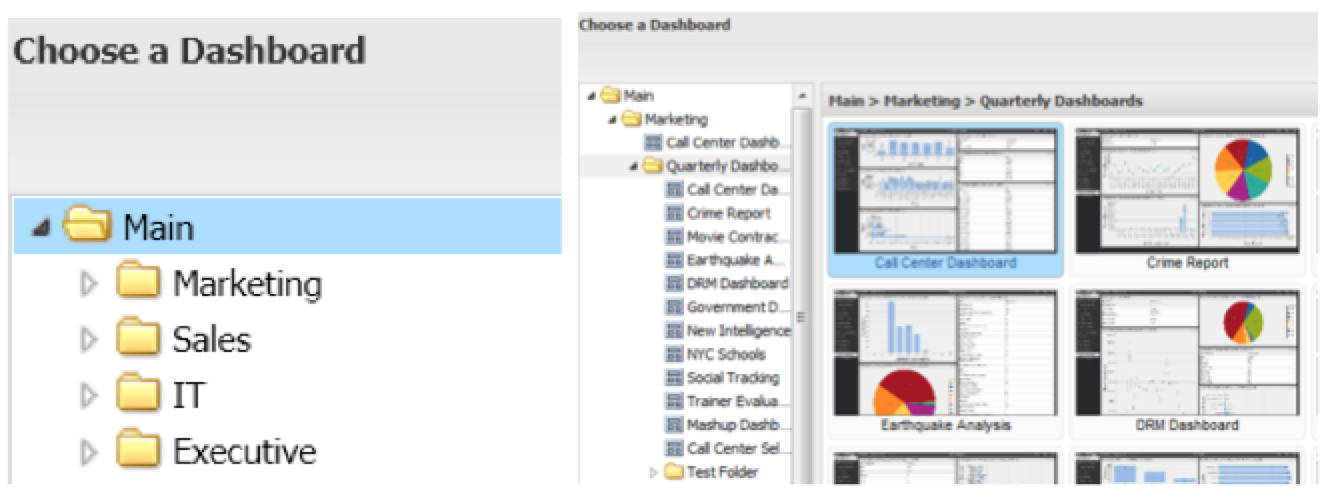 Choose a Dashboard
Main
Marketing
Sales
IT
Executive
Choose a Dashboard
Main
Marketing
Call Center Dashb...
Quarterly Dashbo...
Call Center Da...
Crime Report
Movie Contrac...
Earthquake A...
DRM Dashboard
Government D...
New Intelligence
NYC Schools
Social Tracking
Trainer Evalua...
Mashup Dashb...
Call Center Sel...
Test Folder
Main > Marketing > Quarterly Dashboards
Call Center Dashboard
Crime Report
Earthquake Analysis
DRM Dashboard